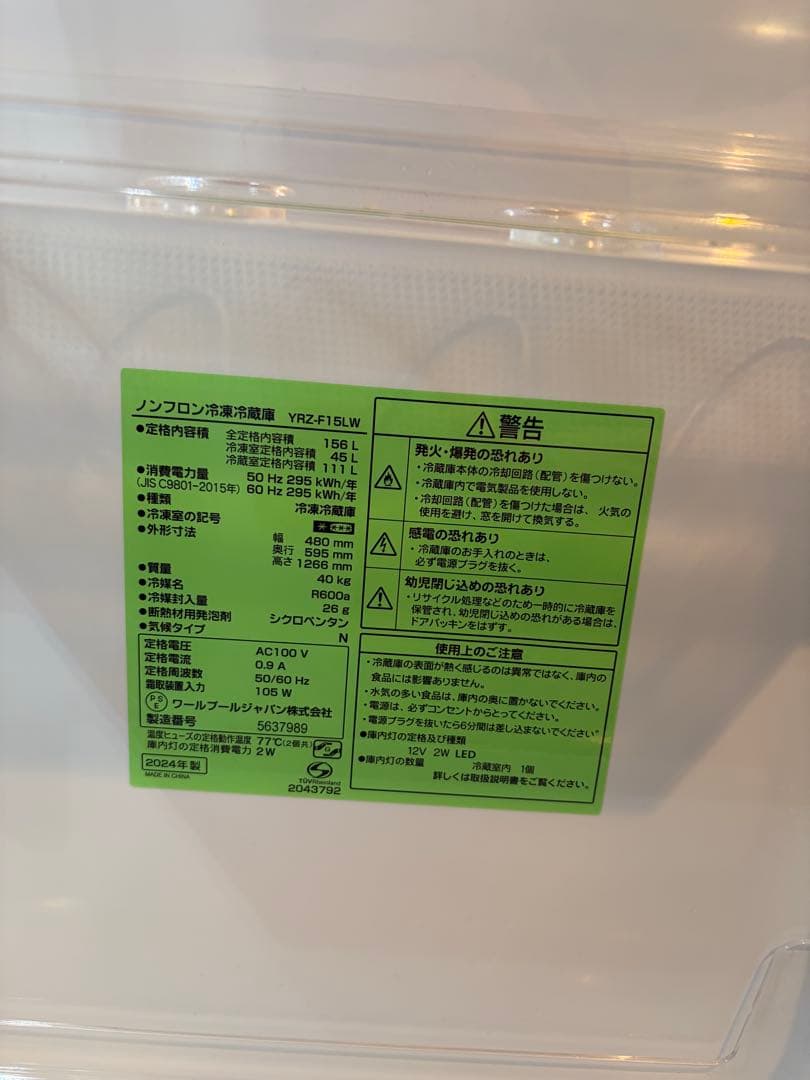 ノンフロン冷凍冷蔵庫 YRZ-F15LW
●定格内容積 全定格内容積 156 L
冷凍室定格内容積 45 L
冷蔵室定格内容積 111 L
●消費電力量 50 Hz 295 kWh/年
(JIS C9801-2015年) 60 Hz 295 kWh/年
●種類 冷凍冷蔵庫
●冷凍室の記号
●外形寸法 幅 480 mm
奥行 595 mm
高さ 1266 mm
●質量 40 kg
●冷媒名 R600a
●冷媒封入量 26 g
●断熱材用発泡剤 シクロペンタン
●気候タイプ N
定格電圧 AC100 V
定格電流 0.9 A
定格周波数 50/60 Hz
霜取装置入力 105 W
PSE ワールプールジャパン株式会社
製造番号 5637989
温度ヒューズの定格動作温度 77℃(2個共)
庫内灯の定格消費電力 2 W
2024年製
MADE IN CHINA
TÜVRheinland
2043792
警告
発火・爆発の恐れあり
・冷蔵庫本体の冷却回路(配管)を傷つけない。
・冷蔵庫内で電気製品を使用しない。
・冷却回路(配管)を傷つけた場合は、火気の
使用を避け、窓を開けて換気する。
感電の恐れあり
・冷蔵庫のお手入れのときは、
必ず電源プラグを抜く。
幼児閉じ込めの恐れあり
・リサイクル処理などのため一時的に冷蔵庫を
保管され、幼児閉じ込めの恐れがある場合は、
ドアパッキンをはずす。
使用上のご注意
・冷蔵庫の表面が熱く感じるのは異常ではなく、庫内の
食品には影響ありません。
・水気の多い食品は、庫内の奥に置かないでください。
・電源は、必ずコンセントからとってください。
・電源プラグを抜いたら6分間は差し込まないでください。
●庫内灯の定格及び種類
12V 2W LED
●庫内灯の数量 冷蔵室内 1個
詳しくは取扱説明書をご覧ください。